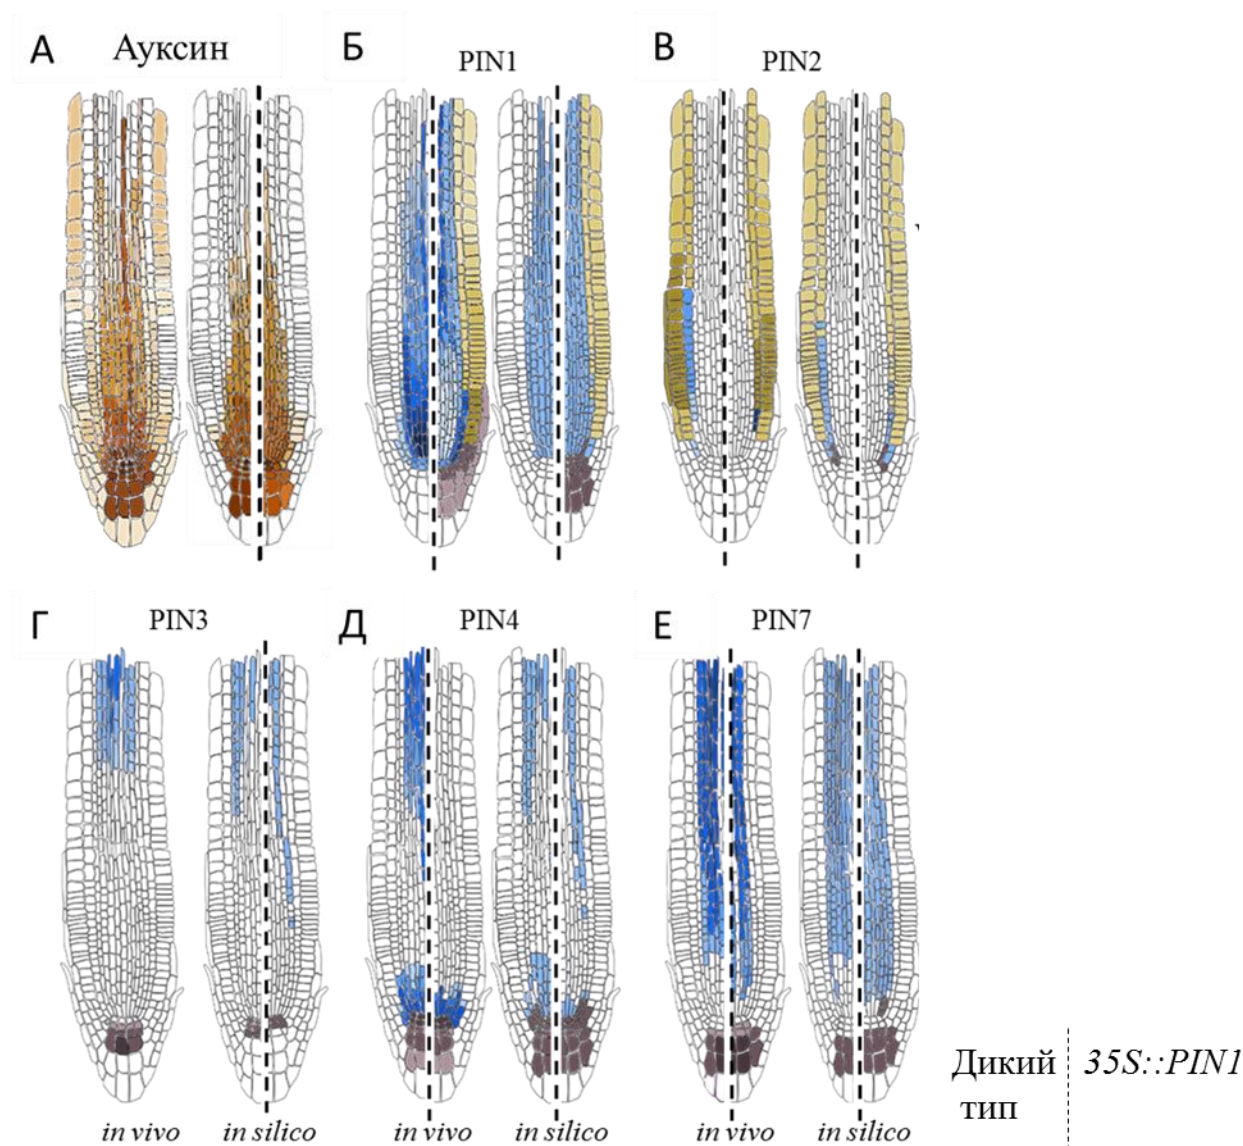 А Ауксин
Б PIN1
В PIN2
Г PIN3
Д PIN4
Е PIN7
in vivo in silico
in vivo in silico
in vivo in silico
Дикий 35S::PIN1
тип